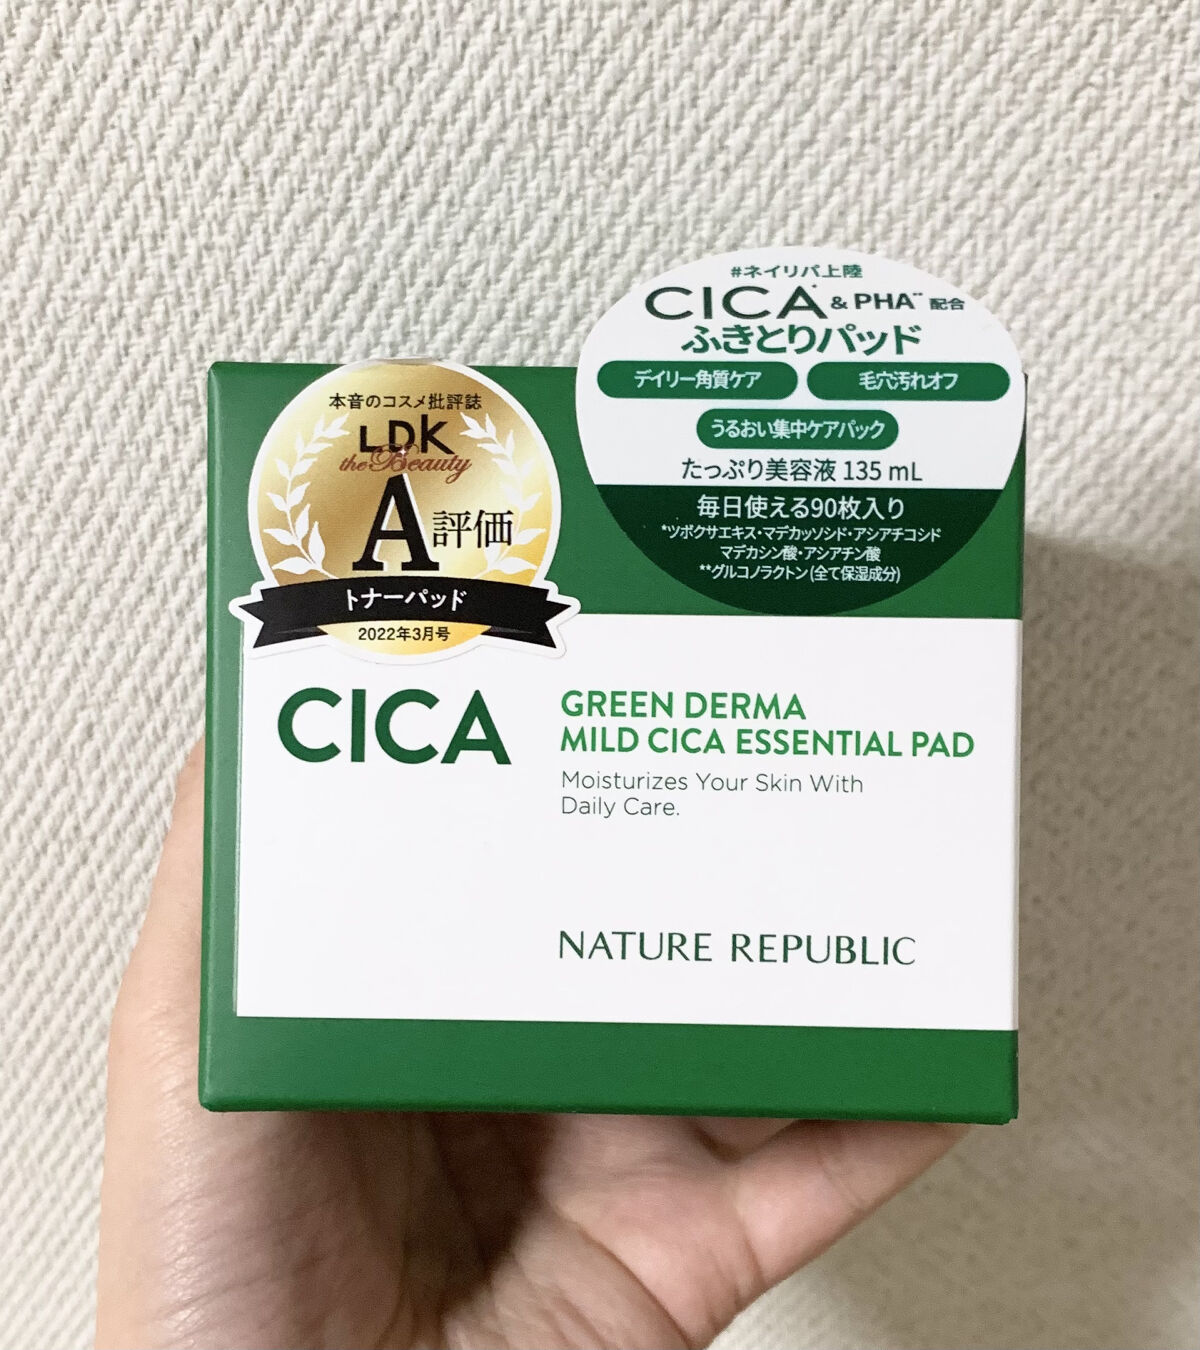 本音のコスメ批評誌
LDK
the Beauty
A評価
トナーパッド
2022年3月号
#ネイリパ上陸
CICA* & PHA** 配合
ふきとりパッド
デイリー角質ケア
毛穴汚れオフ
うるおい集中ケアパック
たっぷり美容液 135 mL
毎日使える90枚入り
*ツボクサエキス・マデカッソシド・アシアチコシド
マデカシン酸・アシアチン酸
**グルコノラクトン(全て保湿成分)
CICA
GREEN DERMA
MILD CICA ESSENTIAL PAD
Moisturizes Your Skin With
Daily Care.
NATURE REPUBLIC